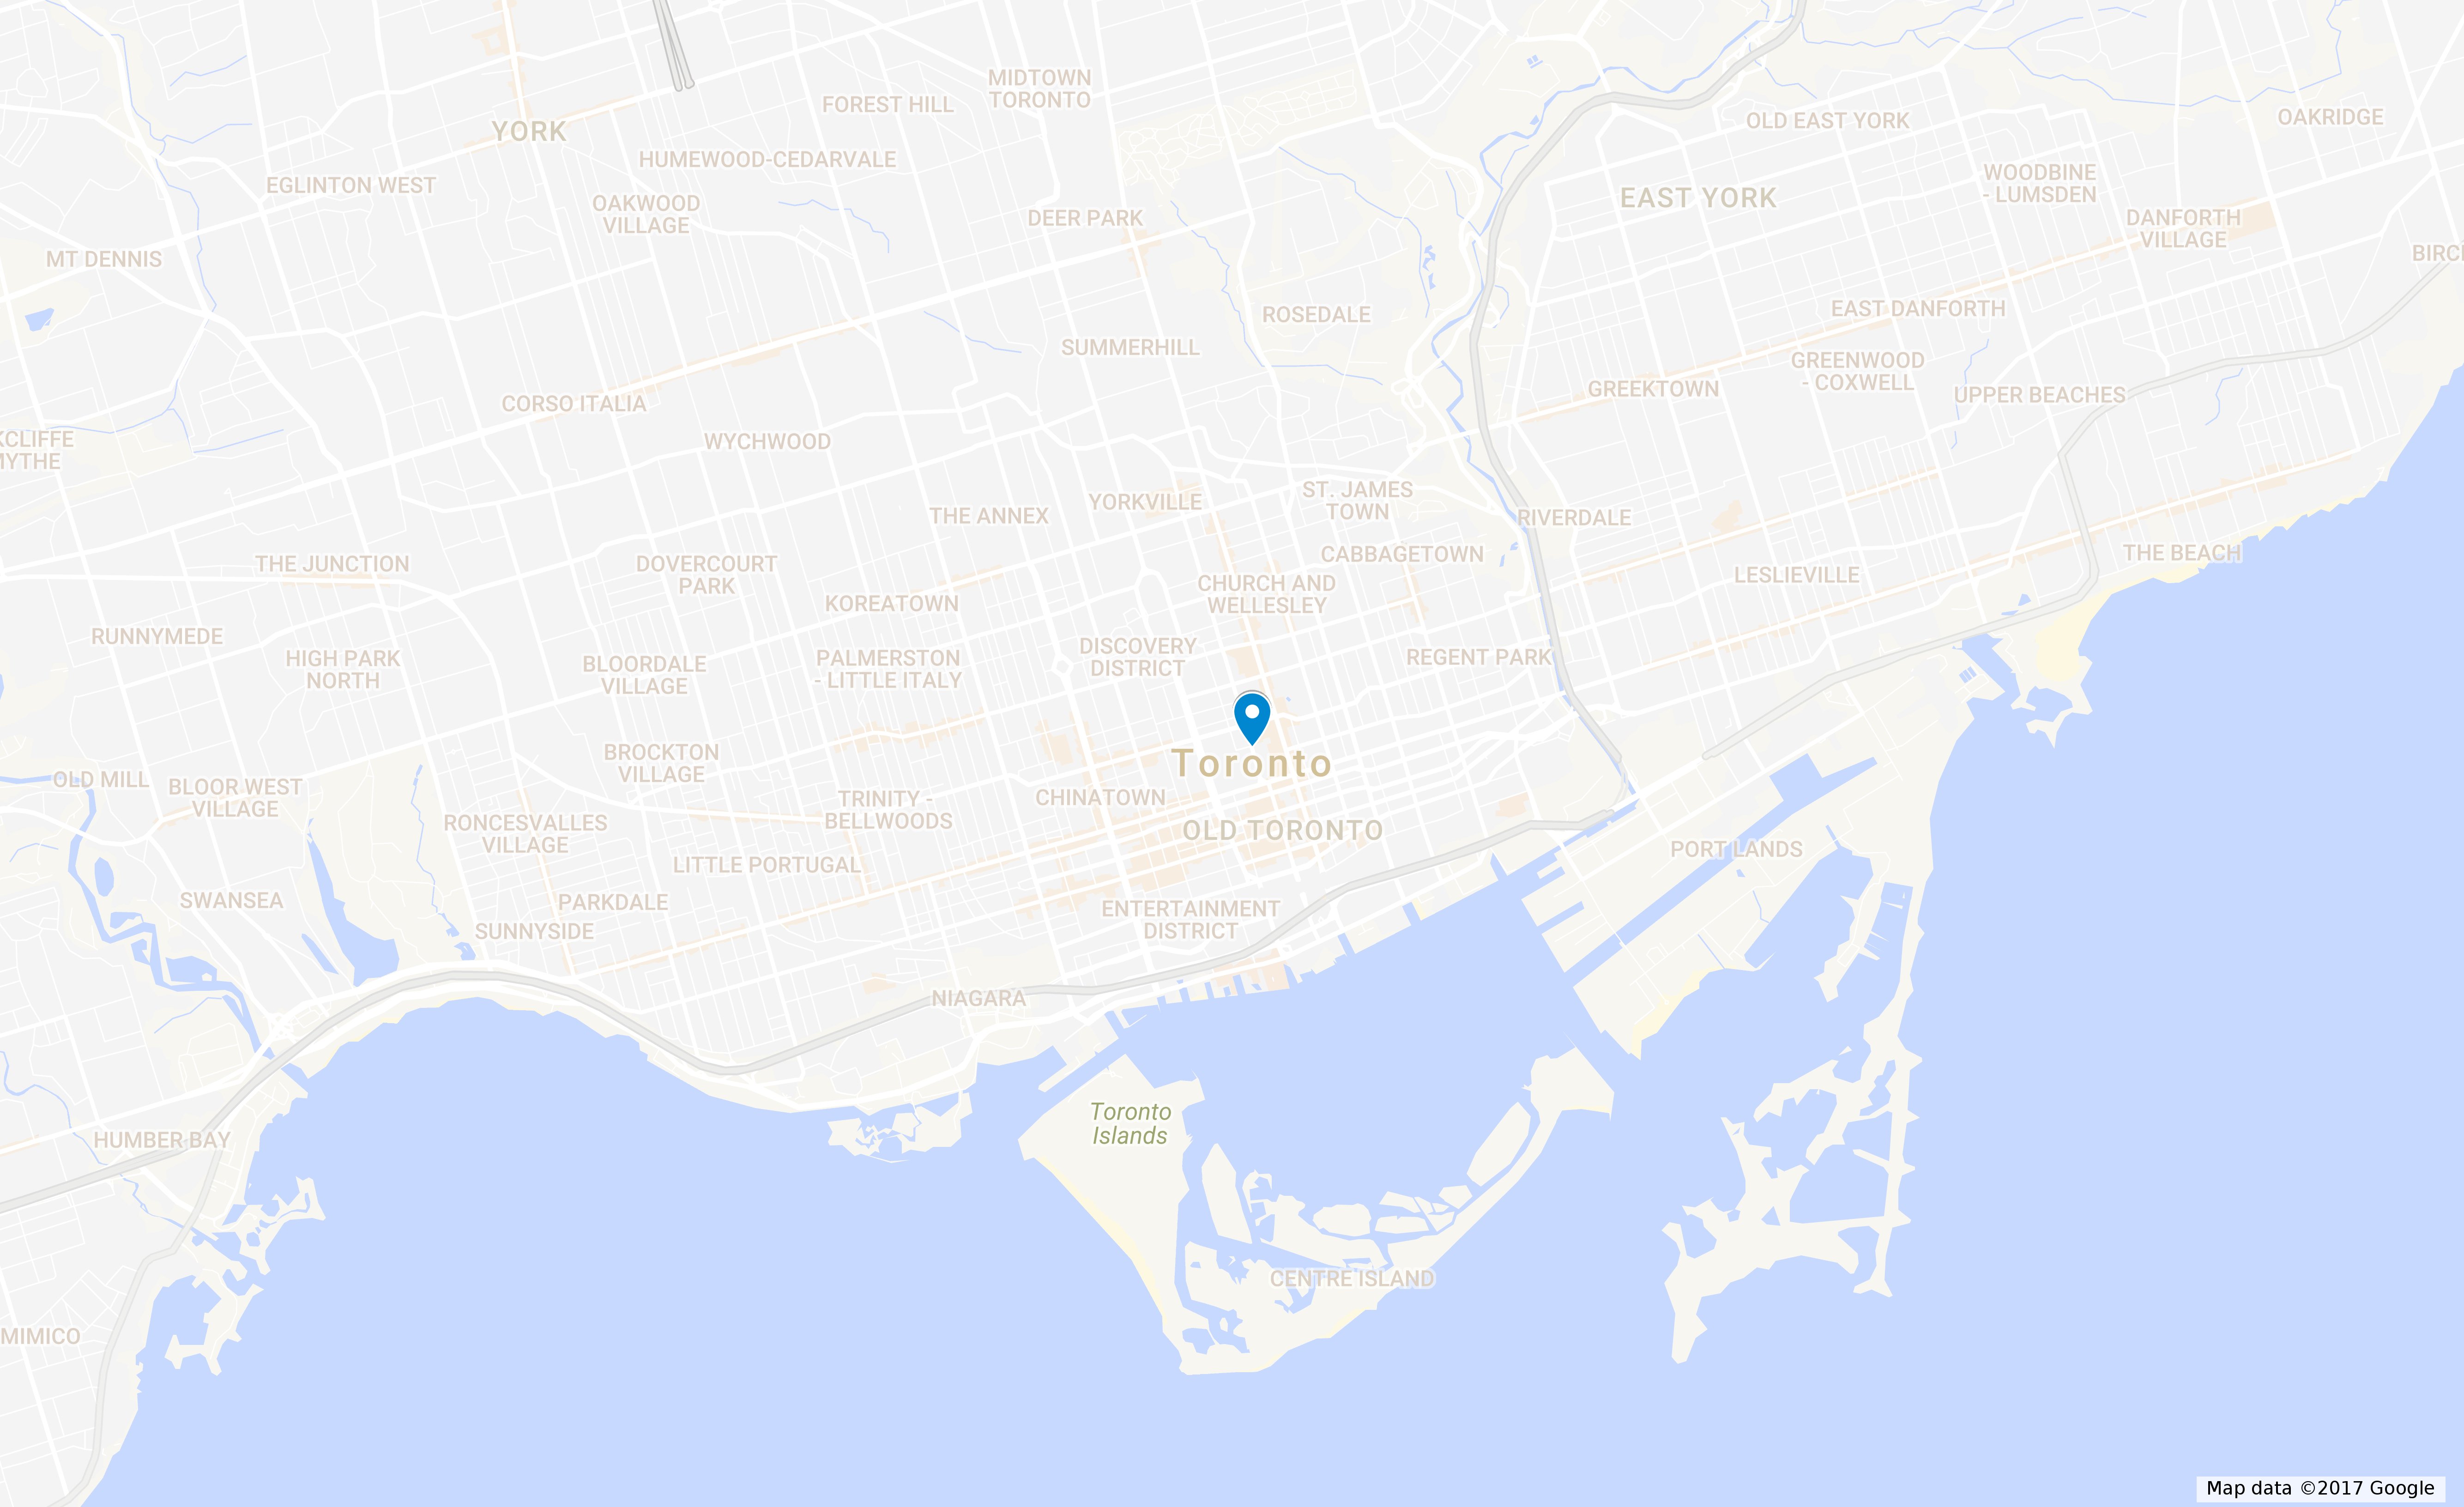 MIDTOWN
TORONTO
FOREST HILL
OLD EAST YORK
OAKRIDGE
YORK
HUMEWOOD-CEDARVALE
WOODBINE
- LUMSDEN
EGLINTON WEST
EAST YORK
OAKWOOD
VILLAGE
DEER PARK
DANFORTH
VILLAGE
MT DENNIS
BIRC
ROSEDALE
EAST DANFORTH
SUMMERHILL
GREENWOOD
- COXWELL
GREEKTOWN
UPPER BEACHES
CORSO ITALIA
WYCHWOOD
KCLIFFE
MYTHE
ST. JAMES
TOWN
YORKVILLE
THE ANNEX
RIVERDALE
THE BEACH
CABBAGETOWN
THE JUNCTION
DOVERCOURT
PARK
LESLIEVILLE
CHURCH AND
WELLESLEY
KOREATOWN
RUNNYMEDE
DISCOVERY
DISTRICT
HIGH PARK
NORTH
BLOORDALE
VILLAGE
PALMERSTON
- LITTLE ITALY
REGENT PARK
Toronto
BROCKTON
VILLAGE
OLD MILL
BLOOR WEST
VILLAGE
CHINATOWN
TRINITY -
BELLWOODS
RONCESVALLES
VILLAGE
OLD TORONTO
PORT LANDS
LITTLE PORTUGAL
SWANSEA
PARKDALE
ENTERTAINMENT
DISTRICT
SUNNYSIDE
NIAGARA
Toronto
Islands
HUMBER BAY
CENTRE ISLAND
MIMICO
Map data ©2017 Google